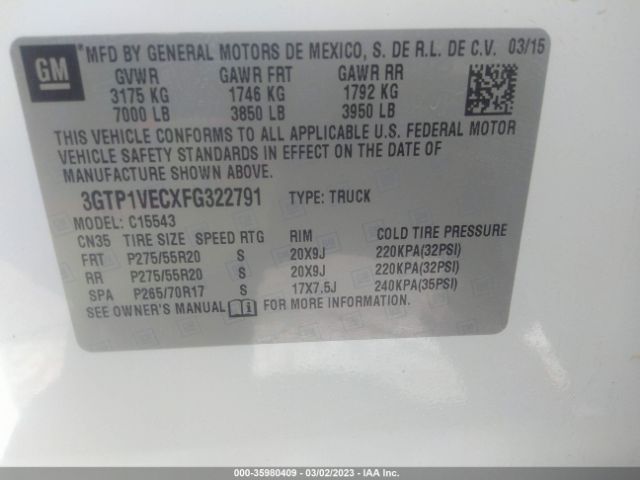 GM
*MFD BY GENERAL MOTORS DE MEXICO, S. DE R.L. DE C.V. 03/15
GVWR GAWR FRT GAWR RR
3175 KG 1746 KG 1792 KG
7000 LB 3850 LB 3950 LB
THIS VEHICLE CONFORMS TO ALL APPLICABLE U.S. FEDERAL MOTOR
VEHICLE SAFETY STANDARDS IN EFFECT ON THE DATE OF
MANUFACTURE SHOWN ABOVE.
3GTP1VECXFG322791 TYPE: TRUCK
MODEL: C15543
CN35 TIRE SIZE SPEED RTG RIM COLD TIRE PRESSURE
FRT P275/55R20 S 20X9J 220KPA(32PSI)
RR P275/55R20 S 20X9J 220KPA(32PSI)
SPA P265/70R17 S 17X7.5J 240KPA(35PSI)
SEE OWNER'S MANUAL i FOR MORE INFORMATION.
000-35980409 - 03/02/2023 - IAA Inc.